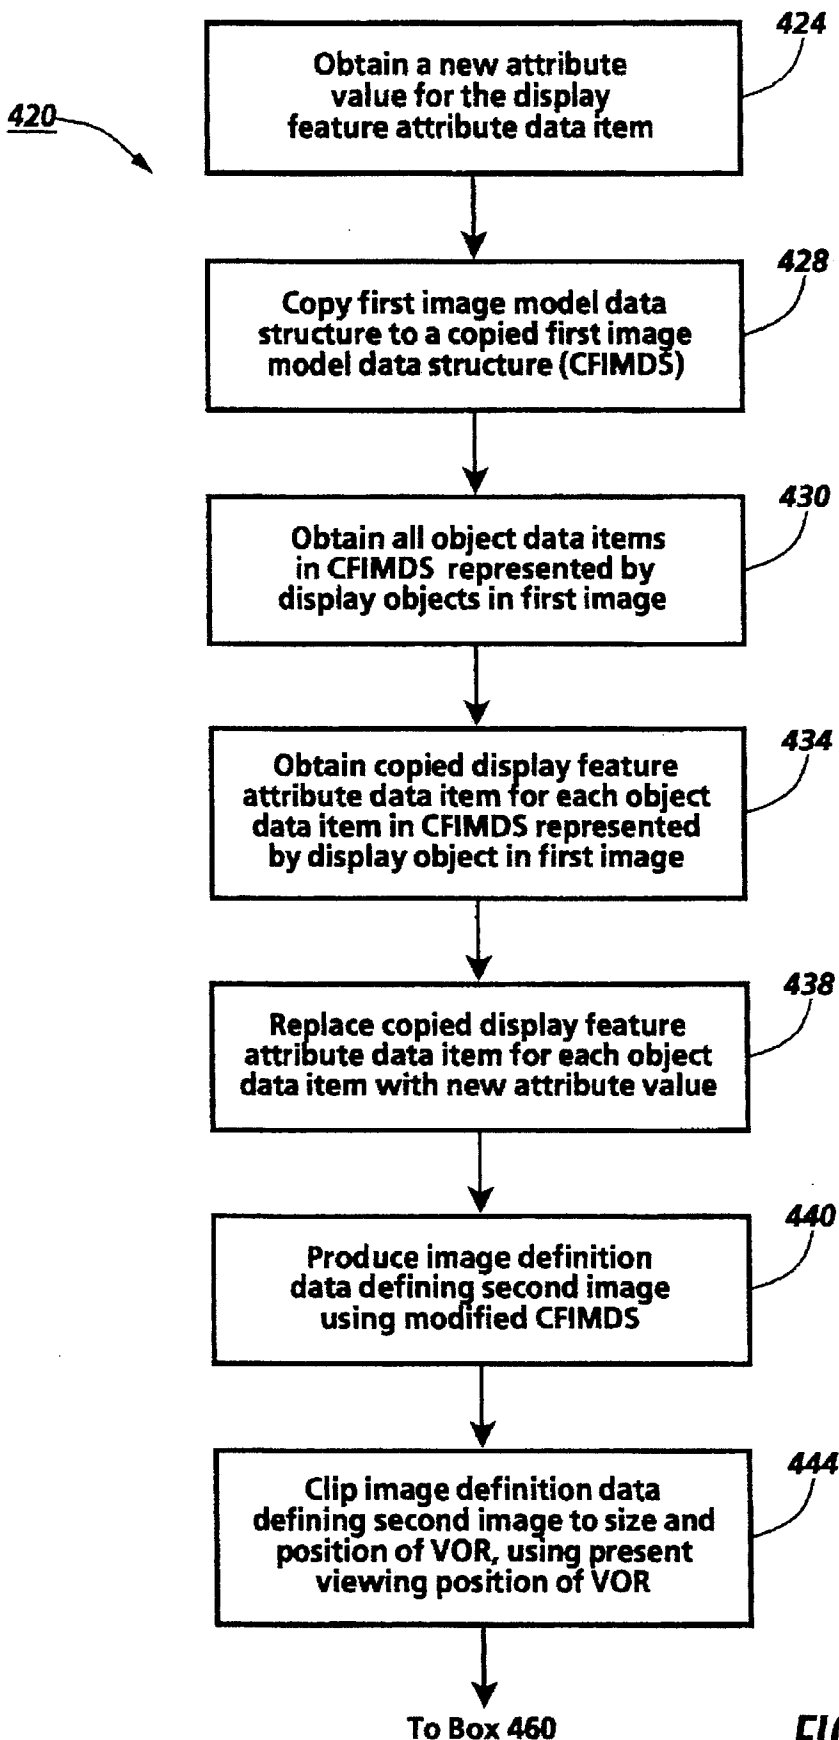 424
Obtain a new attribute
value for the display
feature attribute data item
420
428
Copy first image model data
structure to a copied first image
model data structure (CFIMDS)
430
Obtain all object data items
in CFIMDS represented by
display objects in first image
434
Obtain copied display feature
attribute data item for each object
data item in CFIMDS represented
by display object in first image
438
Replace copied display feature
attribute data item for each object
data item with new attribute value
440
Produce image definition
data defining second image
using modified CFIMDS
444
Clip image definition data
defining second image to size and
position of VOR, using present
viewing position of VOR
To Box 460